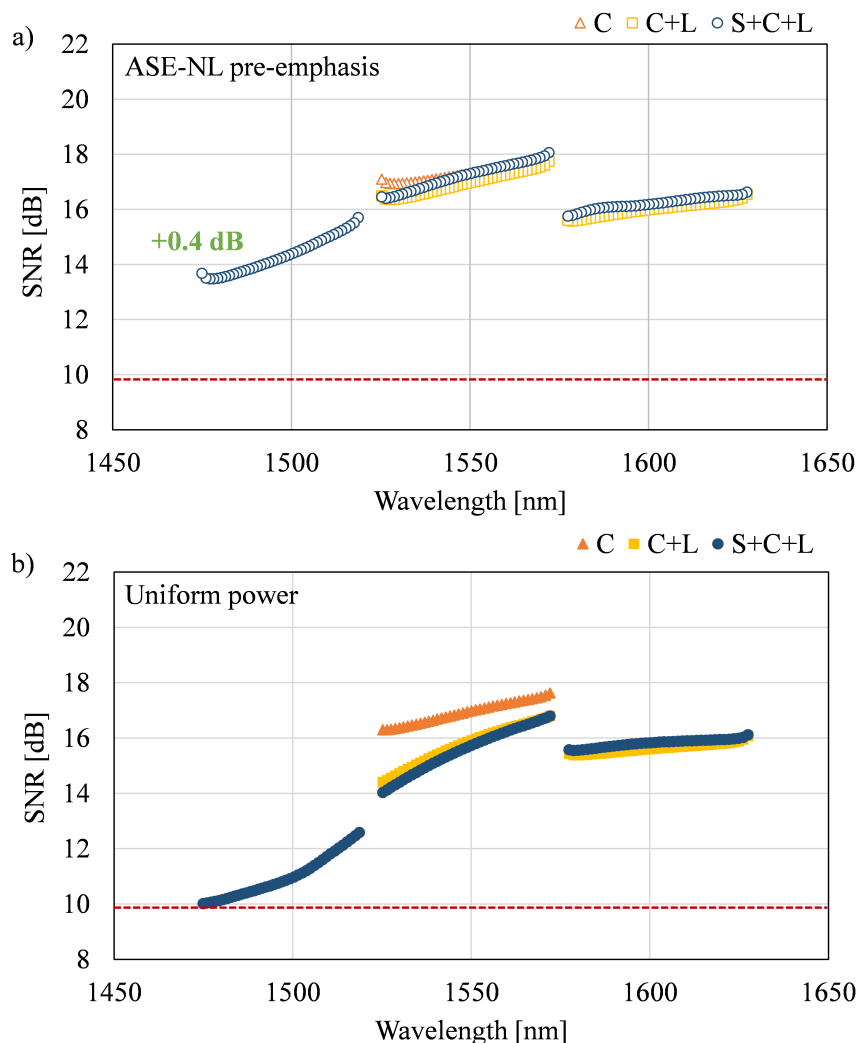 a)
C
C+L
S+C+L
ASE-NL pre-emphasis
22
20
18
16
14
12
10
8
SNR [dB]
+0.4 dB
1450 1500 1550 1600 1650
Wavelength [nm]
b)
C
C+L
S+C+L
Uniform power
22
20
18
16
14
12
10
8
SNR [dB]
1450 1500 1550 1600 1650
Wavelength [nm]